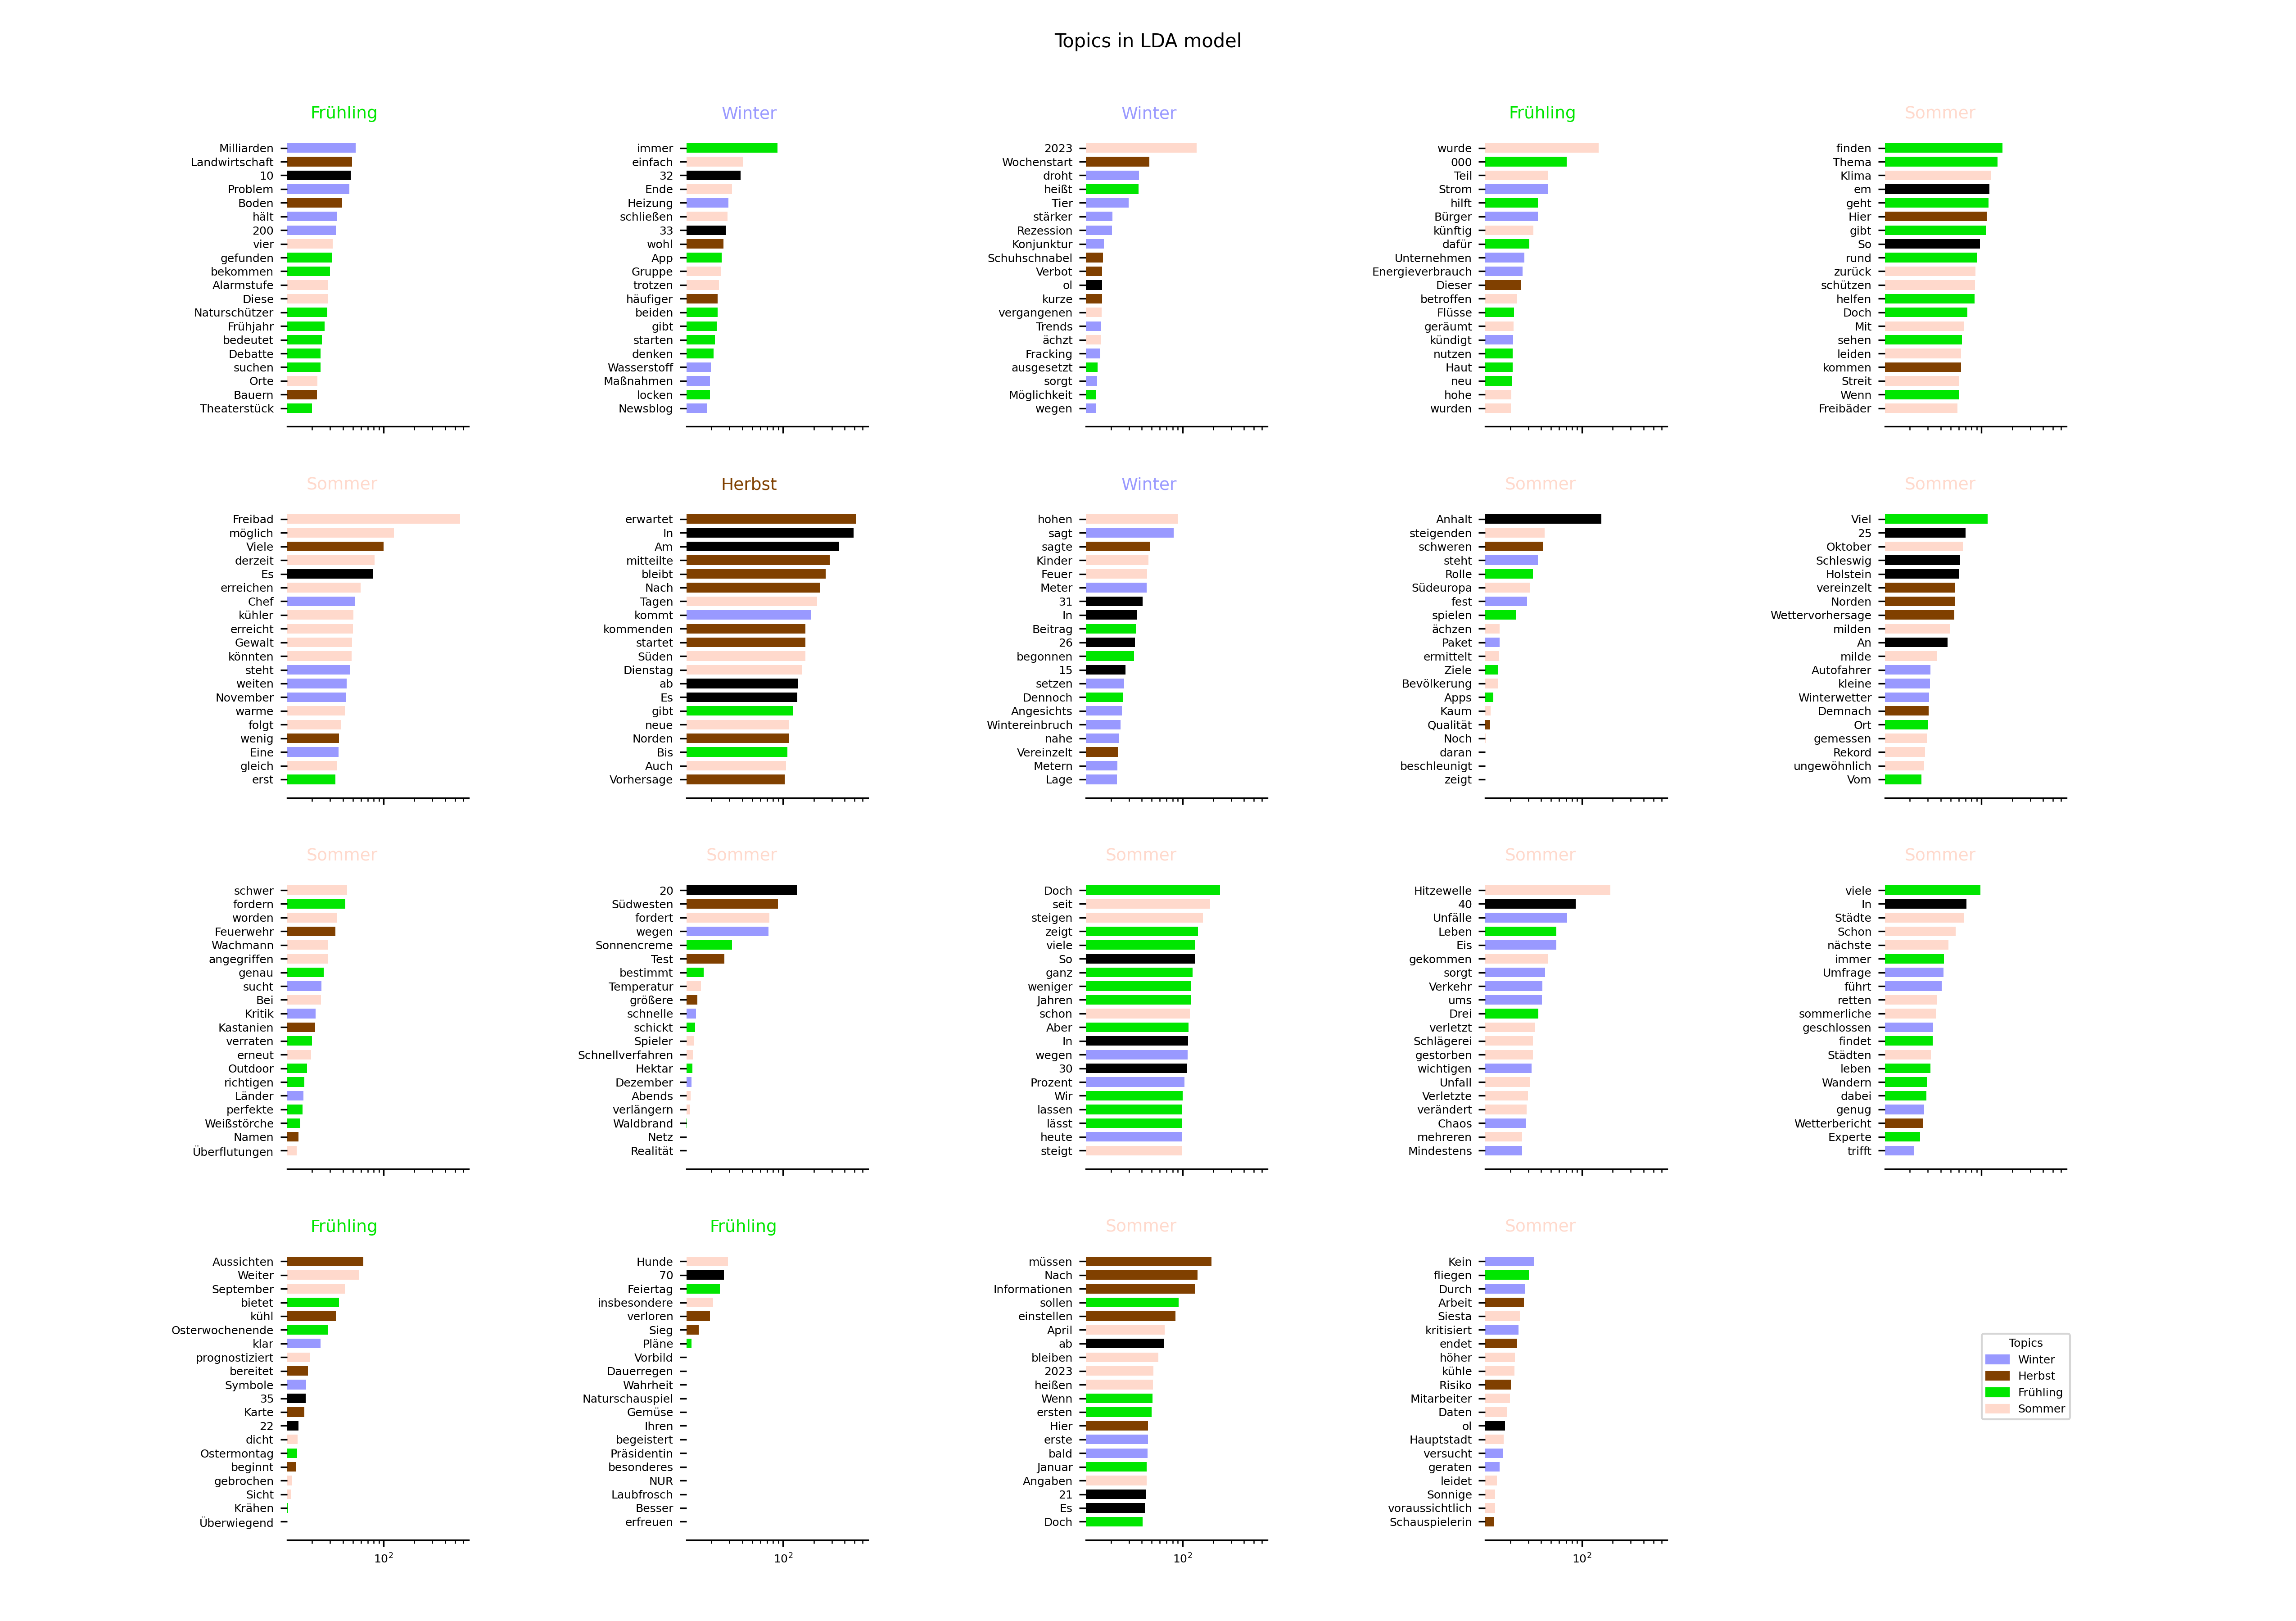 Topics in LDA model
Frühling
Milliarden
Landwirtschaft
10
Problem
Boden
hält
200
vier
gefunden
bekommen
Alarmstufe
Diese
Naturschützer
Frühjahr
bedeutet
Debatte
suchen
Orte
Bauern
Theaterstück
Winter
immer
einfach
32
Ende
Heizung
schließen
33
wohl
App
Gruppe
trotzen
häufiger
beiden
gibt
starten
denken
Wasserstoff
Maßnahmen
locken
Newsblog
Winter
2023
Wochenstart
droht
heißt
Tier
stärker
Rezession
Konjunktur
Schuhschnabel
Verbot
ol
kurze
vergangenen
Trends
ächzt
Fracking
ausgesetzt
sorgt
Möglichkeit
wegen
Frühling
wurde
000
Teil
Strom
hilft
Bürger
künftig
dafür
Unternehmen
Energieverbrauch
Dieser
betroffen
Flüsse
geräumt
kündigt
nutzen
Haut
neu
hohe
wurden
Sommer
finden
Thema
Klima
em
geht
Hier
gibt
So
rund
zurück
schützen
helfen
Doch
Mit
sehen
leiden
kommen
Streit
Wenn
Freibäder
Sommer
Freibad
möglich
Viele
derzeit
Es
erreichen
Chef
kühler
erreicht
Gewalt
könnten
steht
weiten
November
warme
folgt
wenig
Eine
gleich
erst
Herbst
erwartet
In
Am
mitteilte
bleibt
Nach
Tagen
kommt
kommenden
startet
Süden
Dienstag
ab
Es
gibt
neue
Norden
Bis
Auch
Vorhersage
Winter
hohen
sagt
sagte
Kinder
Feuer
Meter
31
In
Beitrag
26
begonnen
15
setzen
Dennoch
Angesichts
Wintereinbruch
nahe
Vereinzelt
Metern
Lage
Sommer
Anhalt
steigenden
schweren
steht
Rolle
Südeuropa
fest
spielen
ächzen
Paket
ermittelt
Ziele
Bevölkerung
Apps
Kaum
Qualität
Noch
daran
beschleunigt
zeigt
Sommer
Viel
25
Oktober
Schleswig
Holstein
vereinzelt
Norden
Wettervorhersage
milden
An
milde
Autofahrer
kleine
Winterwetter
Demnach
Ort
gemessen
Rekord
ungewöhnlich
Vom
Sommer
schwer
fordern
worden
Feuerwehr
Wachmann
angegriffen
genau
sucht
Bei
Kritik
Kastanien
verraten
erneut
Outdoor
richtigen
Länder
perfekte
Weißstörche
Namen
Überflutungen
Sommer
20
Südwesten
fordert
wegen
Sonnencreme
Test
bestimmt
Temperatur
größere
schnelle
schickt
Spieler
Schnellverfahren
Hektar
Dezember
Abends
verlängern
Waldbrand
Netz
Realität
Sommer
Doch
seit
steigen
zeigt
viele
So
ganz
weniger
Jahren
schon
Aber
In
wegen
30
Prozent
Wir
lassen
lässt
heute
steigt
Sommer
Hitzewelle
40
Unfälle
Leben
Eis
gekommen
sorgt
Verkehr
ums
Drei
verletzt
Schlägerei
gestorben
wichtigen
Unfall
Verletzte
verändert
Chaos
mehreren
Mindestens
Sommer
viele
In
Städte
Schon
nächste
immer
Umfrage
führt
retten
sommerliche
geschlossen
findet
Städten
leben
Wandern
dabei
genug
Wetterbericht
Experte
trifft
Frühling
Aussichten
Weiter
September
bietet
kühl
Osterwochenende
klar
prognostiziert
bereitet
Symbole
35
Karte
22
dicht
Ostermontag
beginnt
gebrochen
Sicht
Krähen
Überwiegend
10²
Frühling
Hunde
70
Feiertag
insbesondere
verloren
Sieg
Pläne
Vorbild
Dauerregen
Wahrheit
Naturschauspiel
Gemüse
Ihren
begeistert
Präsidentin
besonderes
NUR
Laubfrosch
Besser
erfreuen
10²
Sommer
müssen
Nach
Informationen
sollen
einstellen
April
ab
bleiben
2023
heißen
Wenn
ersten
Hier
erste
bald
Januar
Angaben
21
Es
Doch
10²
Sommer
Kein
fliegen
Durch
Arbeit
Siesta
kritisiert
endet
höher
kühle
Risiko
Mitarbeiter
Daten
ol
Hauptstadt
versucht
geraten
leidet
Sonnige
voraussichtlich
Schauspielerin
10²
Topics
Winter
Herbst
Frühling
Sommer